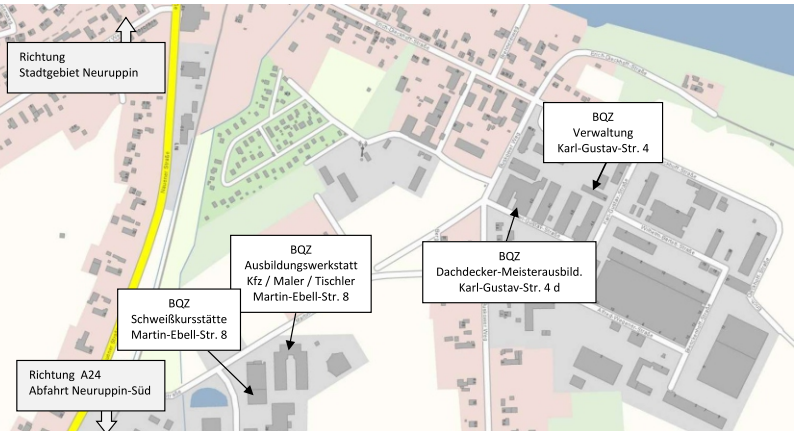 Richtung
Stadtgebiet Neuruppin
BQZ
Verwaltung
Karl-Gustav-Str. 4
BQZ
Ausbildungswerkstatt
Kfz / Maler / Tischler
Martin-Ebell-Str. 8
BQZ
Dachdecker-Meisterausbild.
Karl-Gustav-Str. 4 d
BQZ
Schweißkursstätte
Martin-Ebell-Str. 8
Richtung A24
Abfahrt Neuruppin-Süd